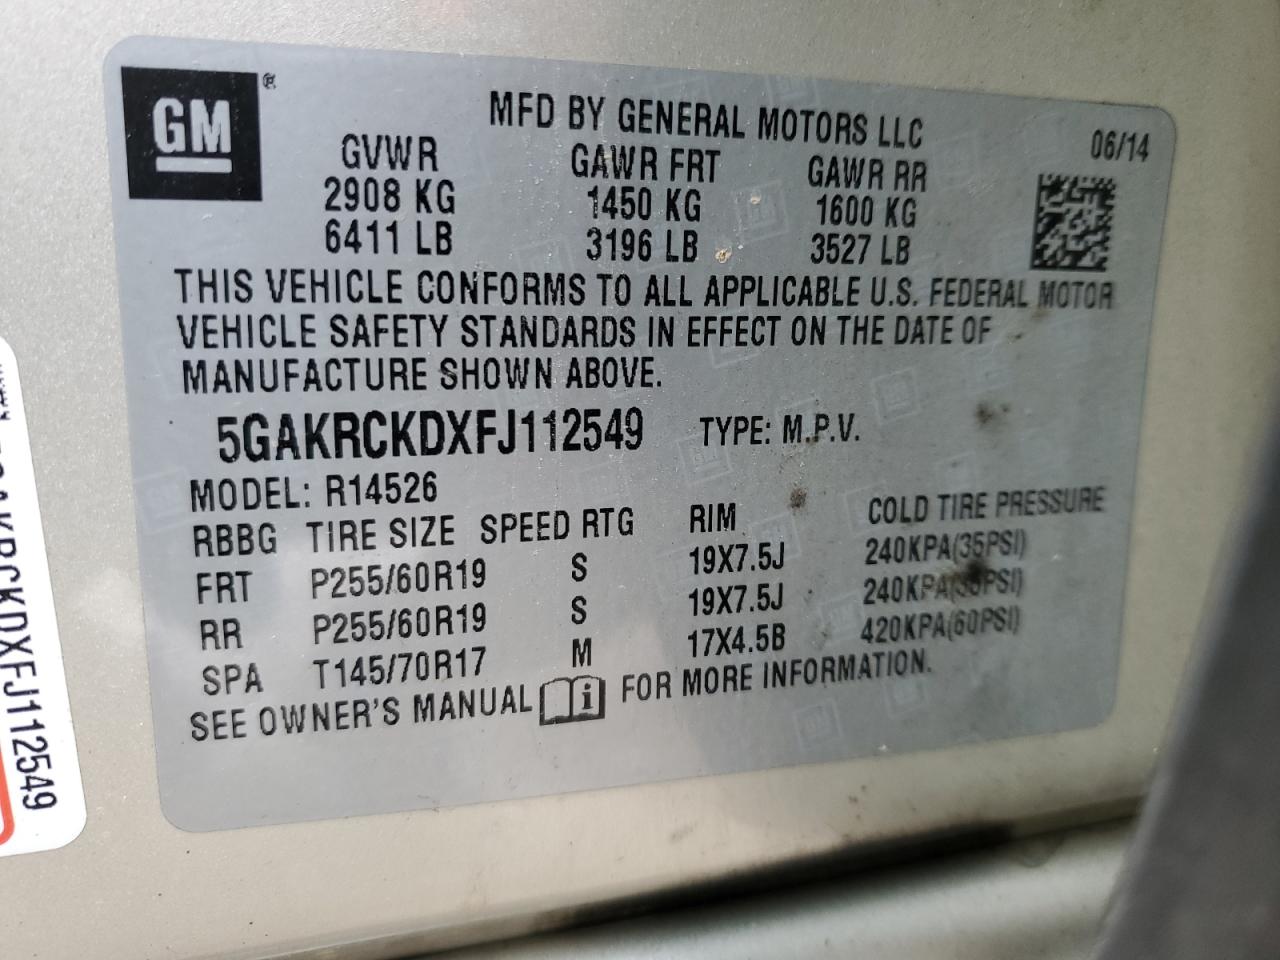 GM ®
MFD BY GENERAL MOTORS LLC 06/14
GVWR GAWR FRT GAWR RR
2908 KG 1450 KG 1600 KG
6411 LB 3196 LB 3527 LB
THIS VEHICLE CONFORMS TO ALL APPLICABLE U.S. FEDERAL MOTOR
VEHICLE SAFETY STANDARDS IN EFFECT ON THE DATE OF
MANUFACTURE SHOWN ABOVE.
5GAKRCKDXFJ112549 TYPE: M.P.V.
MODEL: R14526
RBBG TIRE SIZE SPEED RTG RIM COLD TIRE PRESSURE
FRT P255/60R19 S 19X7.5J 240KPA(35PSI)
RR P255/60R19 S 19X7.5J 240KPA(35PSI)
SPA T145/70R17 M 17X4.5B 420KPA(60PSI)
SEE OWNER'S MANUAL i FOR MORE INFORMATION.
5GAKRCKDXFJ112549